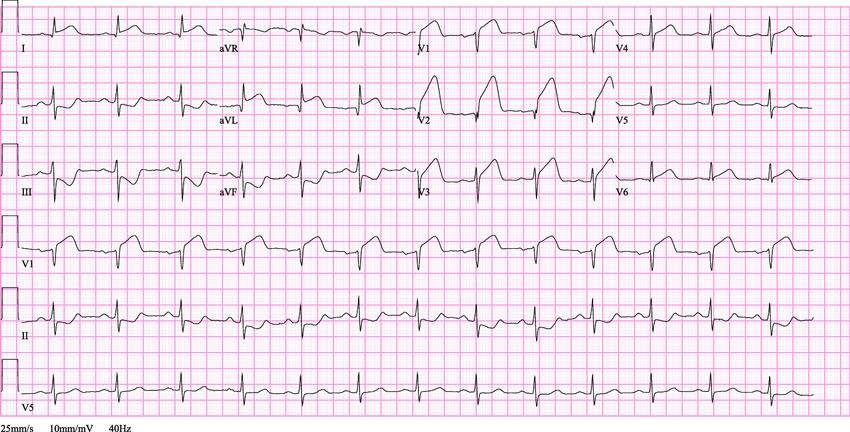 I aVR V1 V4
II aVL V2 V5
III aVF V3 V6
V1
II
V5
25mm/s 10mm/mV 40Hz